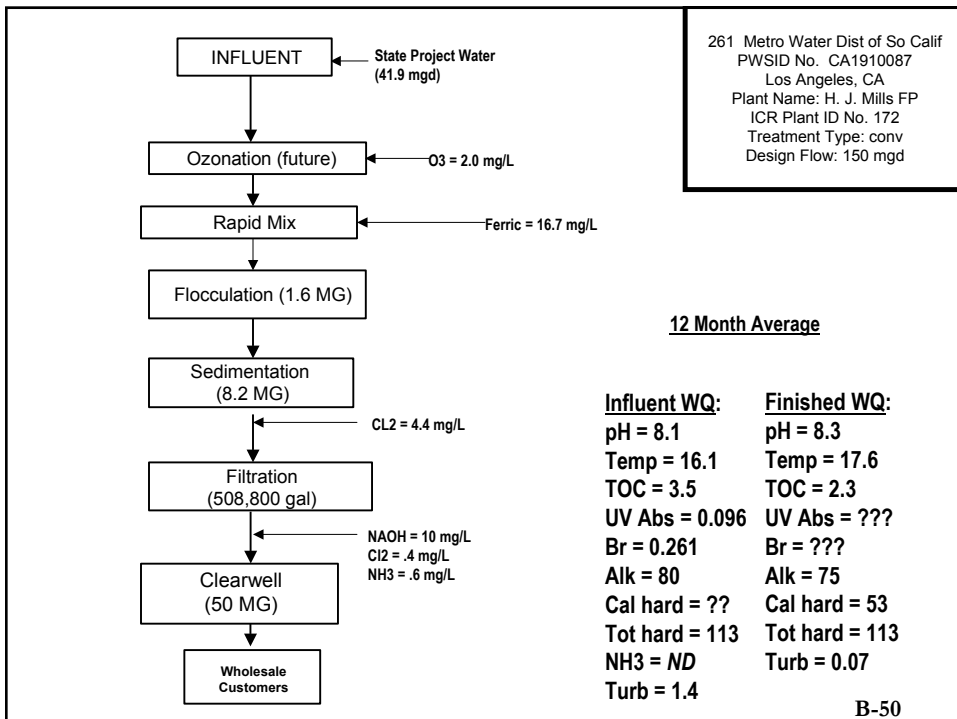 261 Metro Water Dist of So Calif
PWSID No. CA1910087
Los Angeles, CA
Plant Name: H. J. Mills FP
ICR Plant ID No. 172
Treatment Type: conv
Design Flow: 150 mgd
INFLUENT
State Project Water
(41.9 mgd)
Ozonation (future)
O3 = 2.0 mg/L
Rapid Mix
Ferric = 16.7 mg/L
Flocculation (1.6 MG)
Sedimentation
(8.2 MG)
CL2 = 4.4 mg/L
Filtration
(508,800 gal)
NAOH = 10 mg/L
Cl2 = .4 mg/L
NH3 = .6 mg/L
Clearwell
(50 MG)
Wholesale
Customers
12 Month Average
Influent WQ:
pH = 8.1
Temp = 16.1
TOC = 3.5
UV Abs = 0.096
Br = 0.261
Alk = 80
Cal hard = ??
Tot hard = 113
NH3 = ND
Turb = 1.4
Finished WQ:
pH = 8.3
Temp = 17.6
TOC = 2.3
UV Abs = ???
Br = ???
Alk = 75
Cal hard = 53
Tot hard = 113
Turb = 0.07
B-50